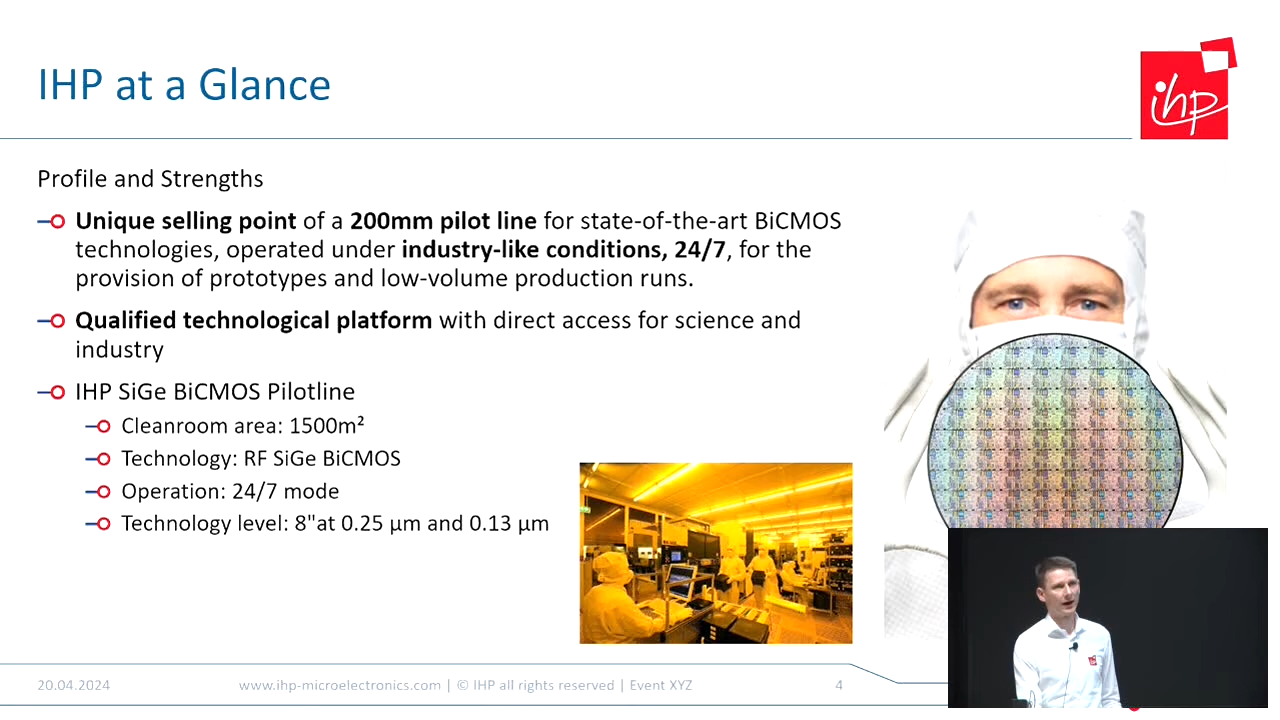 IHP at a Glance
ihp
Profile and Strengths
Unique selling point of a 200mm pilot line for state-of-the-art BiCMOS
technologies, operated under industry-like conditions, 24/7, for the
provision of prototypes and low-volume production runs.
Qualified technological platform with direct access for science and
industry
IHP SiGe BiCMOS Pilotline
Cleanroom area: 1500m²
Technology: RF SiGe BiCMOS
Operation: 24/7 mode
Technology level: 8"at 0.25 µm and 0.13 µm
20.04.2024
www.ihp-microelectronics.com | © IHP all rights reserved | Event XYZ
4